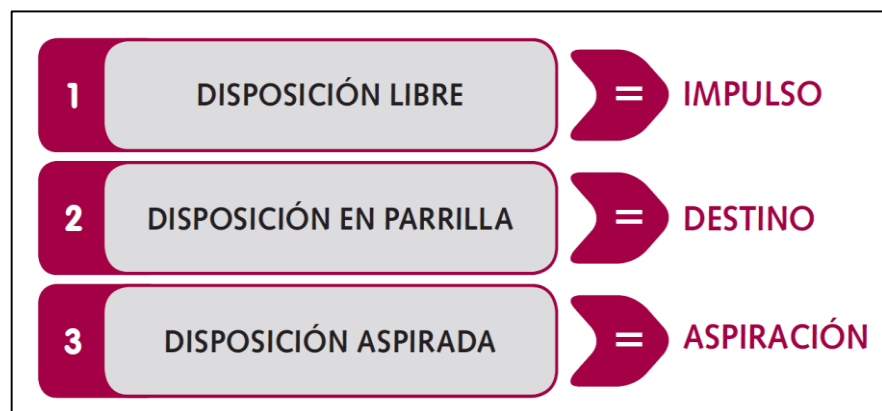 1 DISPOSICIÓN LIBRE = IMPULSO
2 DISPOSICIÓN EN PARRILLA = DESTINO
3 DISPOSICIÓN ASPIRADA = ASPIRACIÓN